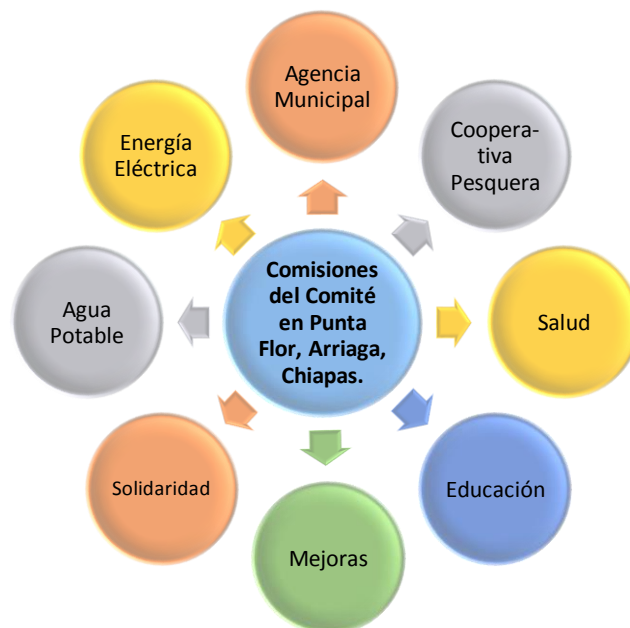 Agencia
Municipal
Coopera-
tiva
Pesquera
Salud
Educación
Mejoras
Solidaridad
Agua
Potable
Energía
Eléctrica
Comisiones
del Comité
en Punta
Flor, Arriaga,
Chiapas.